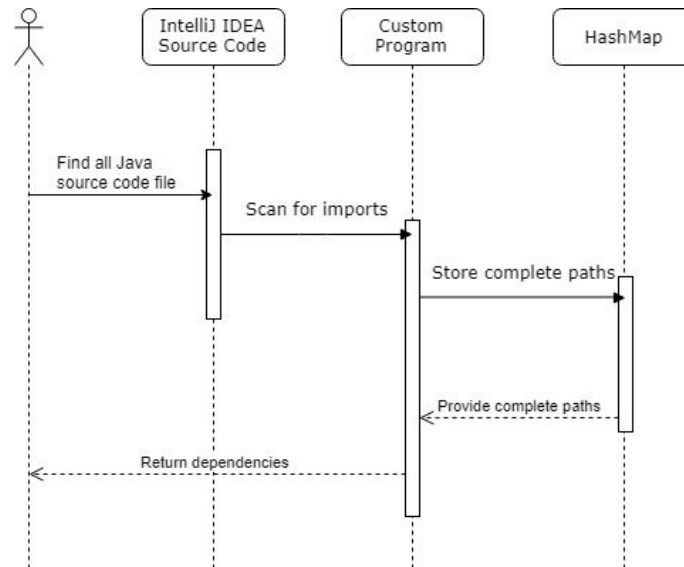 IntelliJ IDEA
Source Code
Custom
Program
HashMap
Find all Java
source code file
Scan for imports
Store complete paths
Provide complete paths
Return dependencies